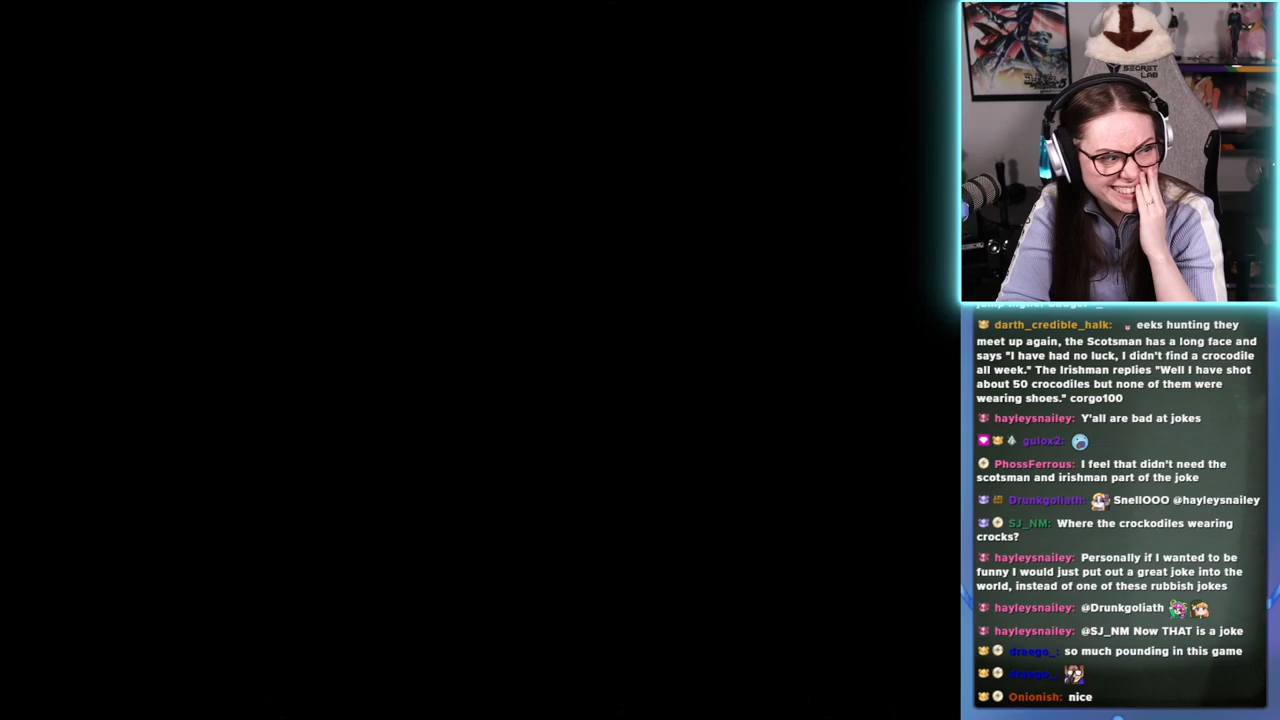 SECRET
LAB
darth_credible_halk: eeks hunting they
meet up again, the Scotsman has a long face and
says "I have had no luck, I didn't find a crocodile
all week." The Irishman replies "Well I have shot
about 50 crocodiles but none of them were
wearing shoes." corgo100
hayleysnailey: Y'all are bad at jokes
gulox2:
PhossFerrous: I feel that didn't need the
scotsman and irishman part of the joke
Drunkgoliath: SnellOOO @hayleysnailey
SJ_NM: Where the crockodiles wearing
crocks?
hayleysnailey: Personally if I wanted to be
funny I would just put out a great joke into the
world, instead of one of these rubbish jokes
hayleysnailey: @Drunkgoliath
hayleysnailey: @SJ_NM Now THAT is a joke
draego_: so much pounding in this game
draego_:
Onionish: nice